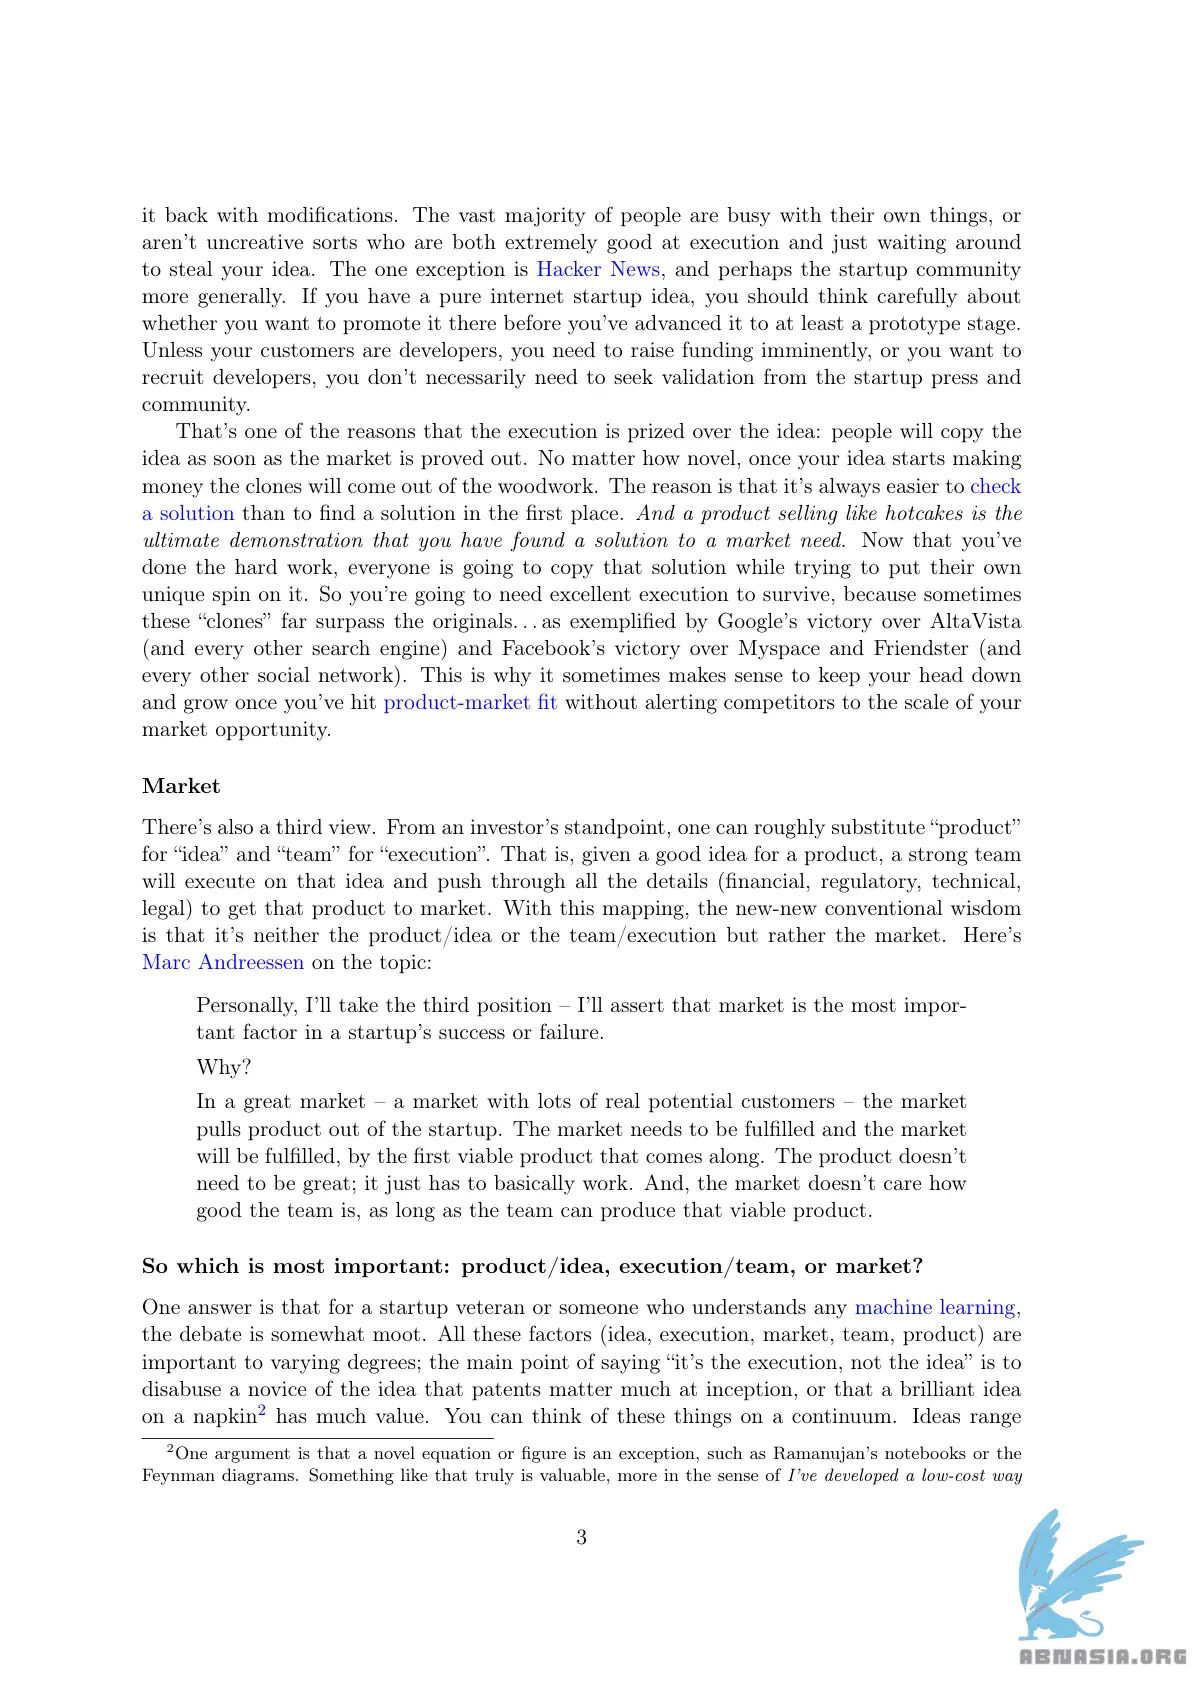 it back with modifications. The vast majority of people are busy with their own things, or
aren't uncreative sorts who are both extremely good at execution and just waiting around
to steal your idea. The one exception is Hacker News, and perhaps the startup community
more generally. If you have a pure internet startup idea, you should think carefully about
whether you want to promote it there before you've advanced it to at least a prototype stage.
Unless your customers are developers, you need to raise funding imminently, or you want to
recruit developers, you don't necessarily need to seek validation from the startup press and
community.
That's one of the reasons that the execution is prized over the idea: people will copy the
idea as soon as the market is proved out. No matter how novel, once your idea starts making
money the clones will come out of the woodwork. The reason is that it's always easier to check
a solution than to find a solution in the first place. And a product selling like hotcakes is the
ultimate demonstration that you have found a solution to a market need. Now that you've
done the hard work, everyone is going to copy that solution while trying to put their own
unique spin on it. So you're going to need excellent execution to survive, because sometimes
these “clones” far surpass the originals. . . as exemplified by Google's victory over AltaVista
(and every other search engine) and Facebook's victory over Myspace and Friendster (and
every other social network). This is why it sometimes makes sense to keep your head down
and grow once you've hit product-market fit without alerting competitors to the scale of your
market opportunity.
Market
There's also a third view. From an investor's standpoint, one can roughly substitute “product”
for “idea” and “team” for “execution”. That is, given a good idea for a product, a strong team
will execute on that idea and push through all the details (financial, regulatory, technical,
legal) to get that product to market. With this mapping, the new-new conventional wisdom
is that it's neither the product/idea or the team/execution but rather the market. Here's
Marc Andreessen on the topic:
Personally, I'll take the third position – I'll assert that market is the most impor-
tant factor in a startup's success or failure.
Why?
In a great market – a market with lots of real potential customers – the market
pulls product out of the startup. The market needs to be fulfilled and the market
will be fulfilled, by the first viable product that comes along. The product doesn't
need to be great; it just has to basically work. And, the market doesn't care how
good the team is, as long as the team can produce that viable product.
So which is most important: product/idea, execution/team, or market?
One answer is that for a startup veteran or someone who understands any machine learning,
the debate is somewhat moot. All these factors (idea, execution, market, team, product) are
important to varying degrees; the main point of saying “it's the execution, not the idea” is to
disabuse a novice of the idea that patents matter much at inception, or that a brilliant idea
on a napkin2 has much value. You can think of these things on a continuum. Ideas range
2One argument is that a novel equation or figure is an exception, such as Ramanujan's notebooks or the
Feynman diagrams. Something like that truly is valuable, more in the sense of I've developed a low-cost way
3
ABNASIA.ORG